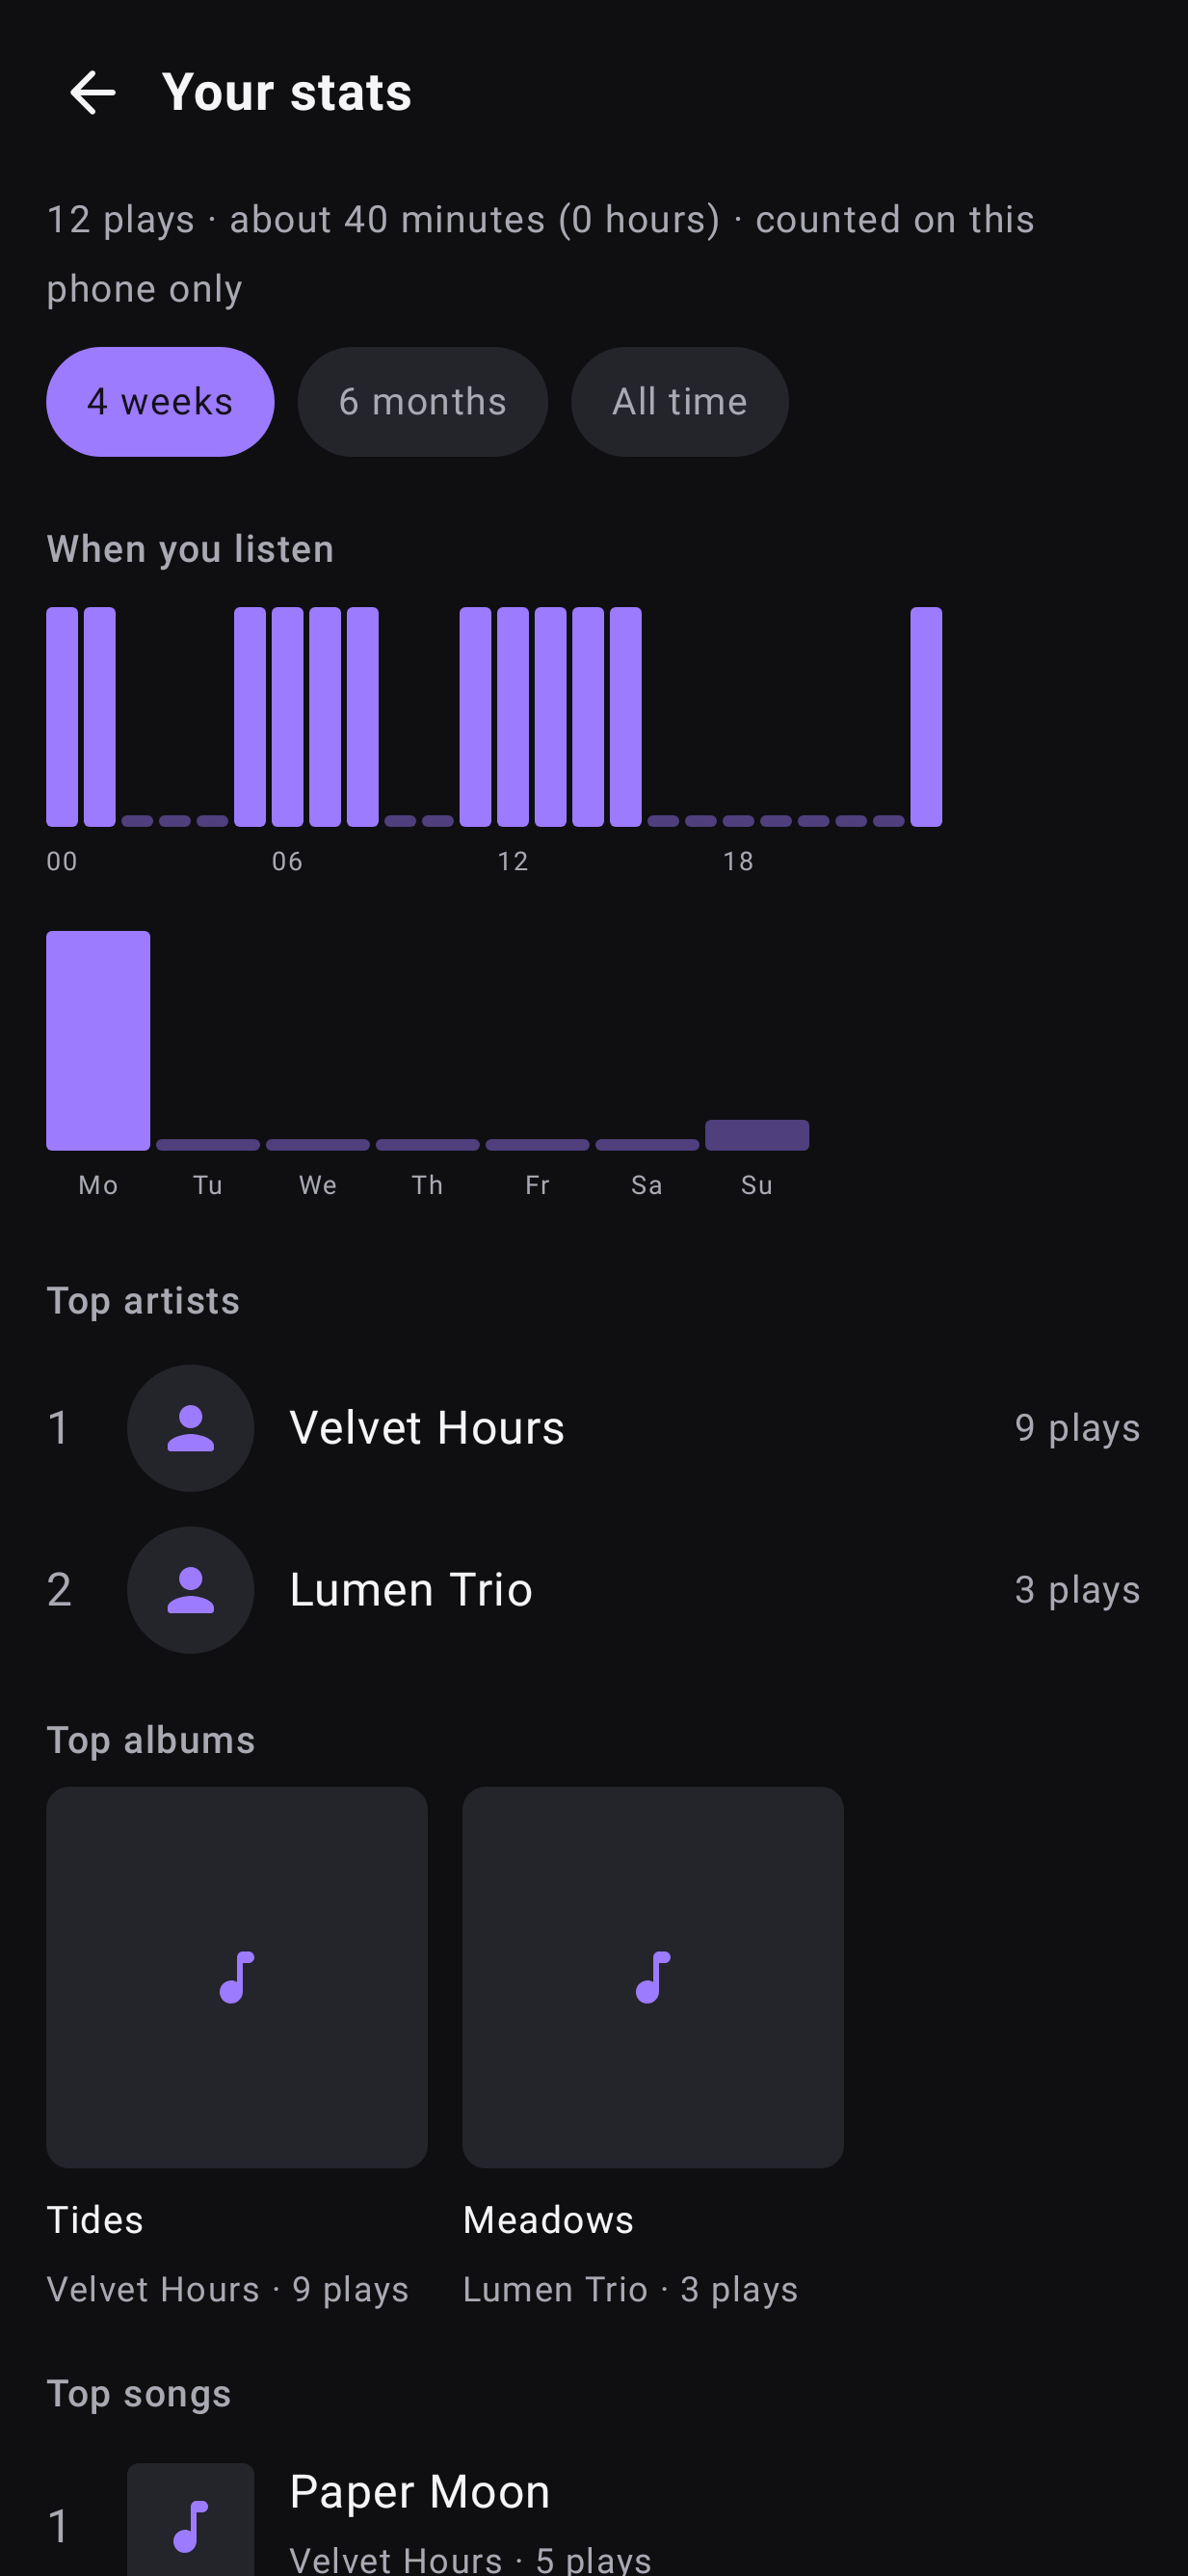 Your stats
12 plays · about 40 minutes (0 hours) · counted on this
phone only
4 weeks
6 months
All time
When you listen
00
06
12
18
Mo
Tu
We
Th
Fr
Sa
Su
Top artists
1
Velvet Hours
9 plays
2
Lumen Trio
3 plays
Top albums
Tides
Velvet Hours · 9 plays
Meadows
Lumen Trio · 3 plays
Top songs
1
Paper Moon
Velvet Hours · 5 plays